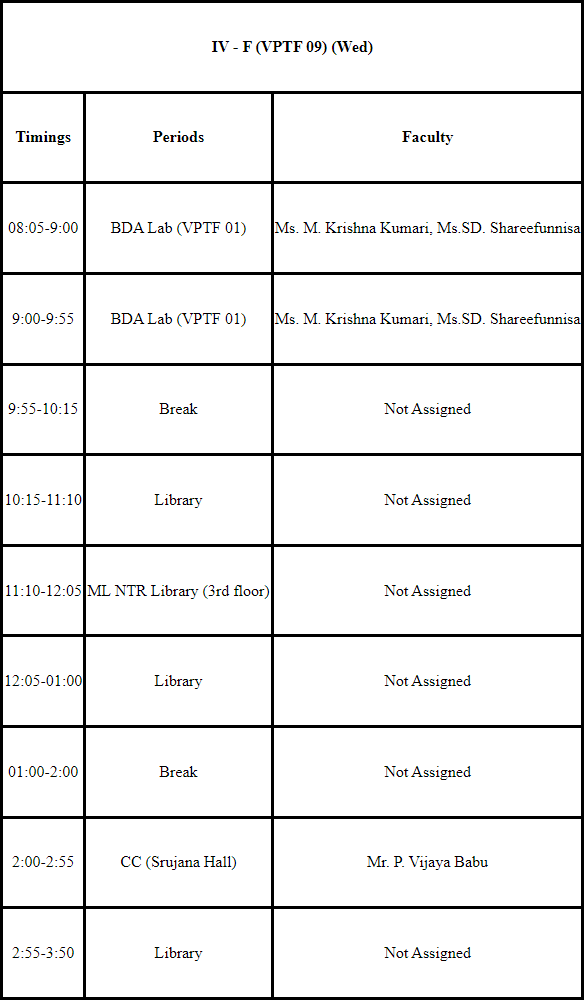 IV - F (VPTF 09) (Wed)
Timings Periods Faculty
08:05-9:00 BDA Lab (VPTF 01) Ms. M. Krishna Kumari, Ms.SD. Shareefunnisa
9:00-9:55 BDA Lab (VPTF 01) Ms. M. Krishna Kumari, Ms.SD. Shareefunnisa
9:55-10:15 Break Not Assigned
10:15-11:10 Library Not Assigned
11:10-12:05 ML NTR Library (3rd floor) Not Assigned
12:05-01:00 Library Not Assigned
01:00-2:00 Break Not Assigned
2:00-2:55 CC (Srujana Hall) Mr. P. Vijaya Babu
2:55-3:50 Library Not Assigned